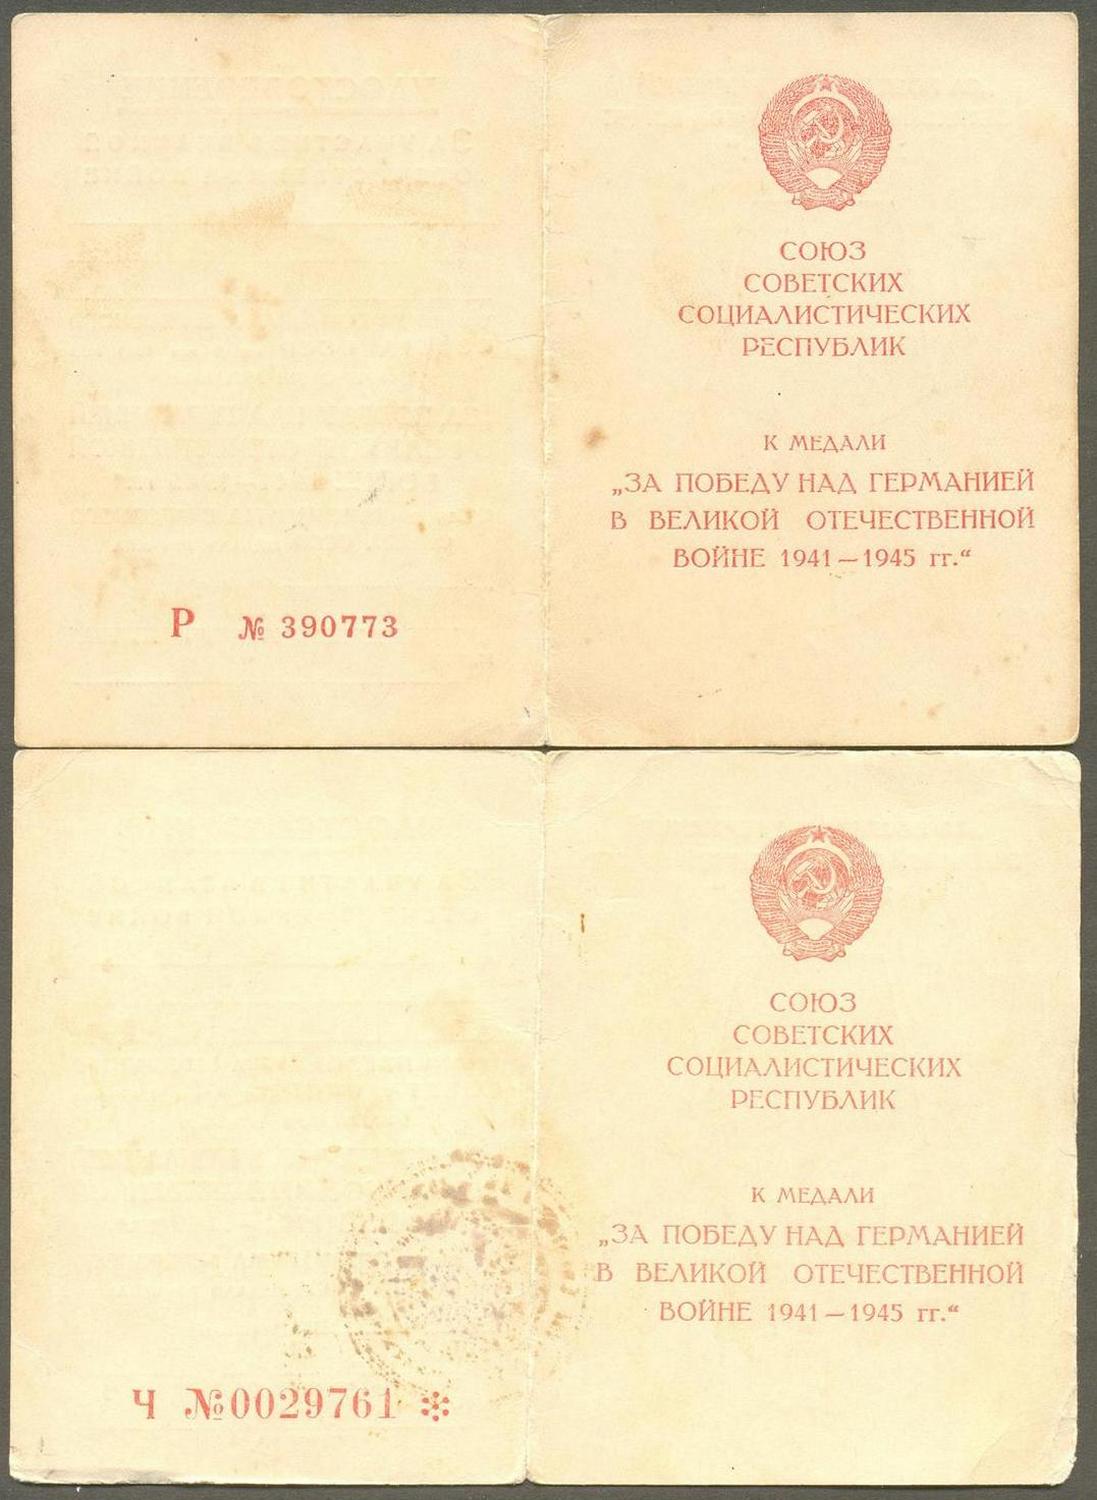 СОЮЗ
СОВЕТСКИХ
СОЦИАЛИСТИЧЕСКИХ
РЕСПУБЛИК
К МЕДАЛИ
„ЗА ПОБЕДУ НАД ГЕРМАНИЕЙ
В ВЕЛИКОЙ ОТЕЧЕСТВЕННОЙ
ВОЙНЕ 1941—1945 гг.“
Р № 390773
СОЮЗ
СОВЕТСКИХ
СОЦИАЛИСТИЧЕСКИХ
РЕСПУБЛИК
К МЕДАЛИ
„ЗА ПОБЕДУ НАД ГЕРМАНИЕЙ
В ВЕЛИКОЙ ОТЕЧЕСТВЕННОЙ
ВОЙНЕ 1941—1945 гг.“
Ч №0029761